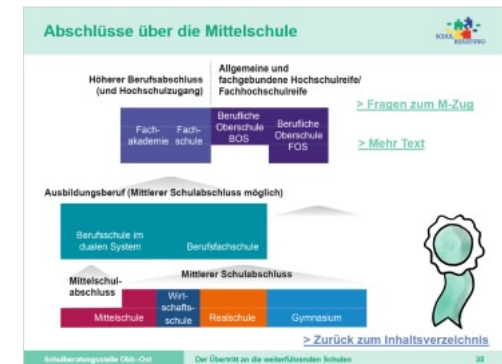 Abschlüsse über die Mittelschule
SCHUL
BERATUNG
Höherer Berufsabschluss
(und Hochschulzugang)
Allgemeine und
fachgebundene Hochschulreife/
Fachhochschulreife
Fach-
akademie
Fach-
schule
Berufliche
Oberschule
BOS
Berufliche
Oberschule
FOS
> Fragen zum M-Zug
> Mehr Text
Ausbildungsberuf (Mittlerer Schulabschluss möglich)
Berufsschule im
dualen System
Berufsfachschule
Mittelschul-
abschluss
Mittlerer Schulabschluss
Mittelschule
Wirt-
schafts-
schule
Realschule
Gymnasium
> Zurück zum Inhaltsverzeichnis
Schulberatungsstelle Obb.-Ost
Der Übertritt an die weiterführenden Schulen